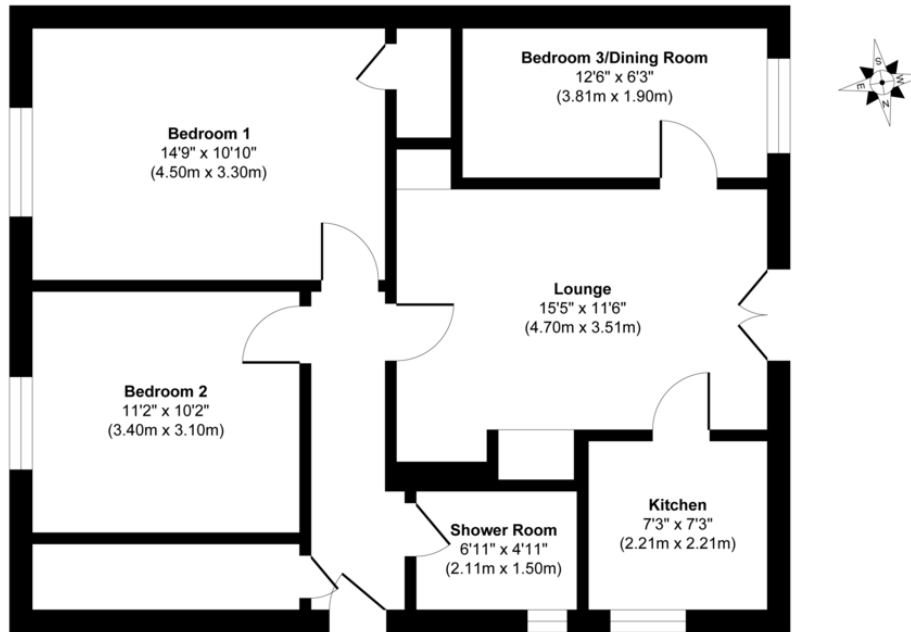 Bedroom 1
14'9" x 10'10"
(4.50m x 3.30m)
Bedroom 3/Dining Room
12'6" x 6'3"
(3.81m x 1.90m)
S
E
W
N
Lounge
15'5" x 11'6"
(4.70m x 3.51m)
Bedroom 2
11'2" x 10'2"
(3.40m x 3.10m)
Shower Room
6'11" x 4'11"
(2.11m x 1.50m)
Kitchen
7'3" x 7'3"
(2.21m x 2.21m)